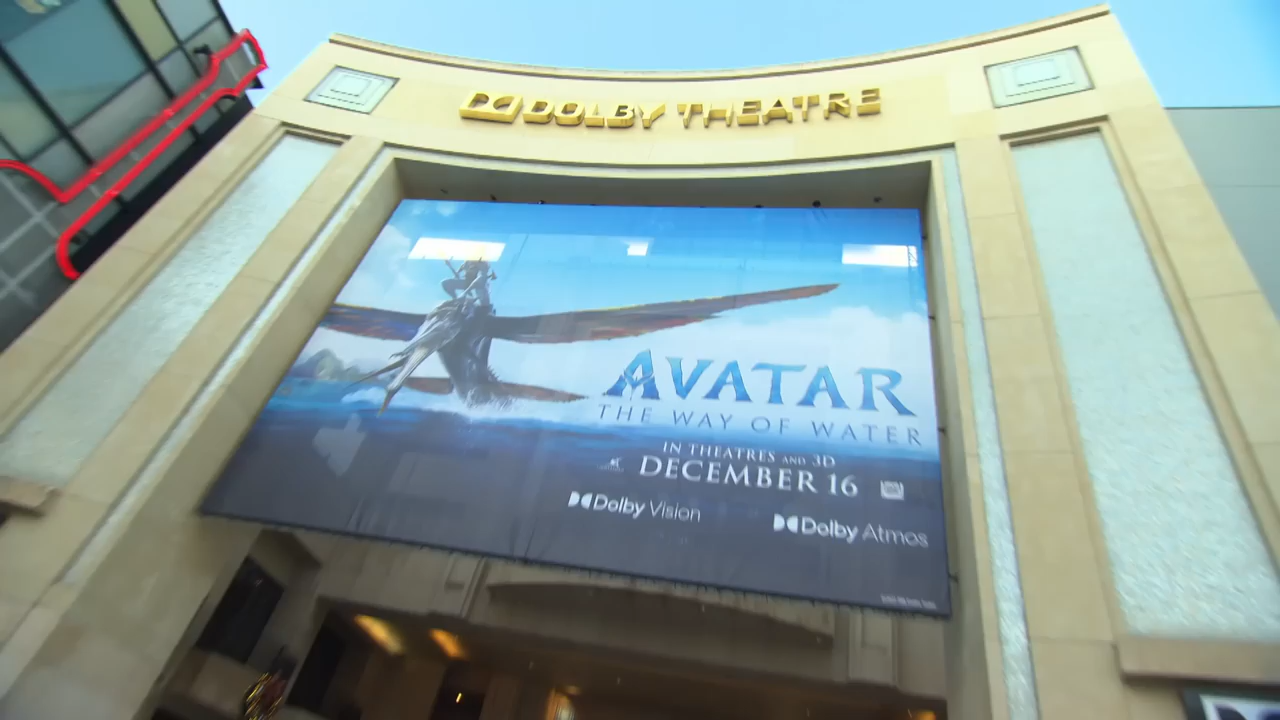 DOLBY THEATRE
AVATAR
THE WAY OF WATER
IN THEATRES AND 3D
DECEMBER 16
Dolby Vision
Dolby Atmos